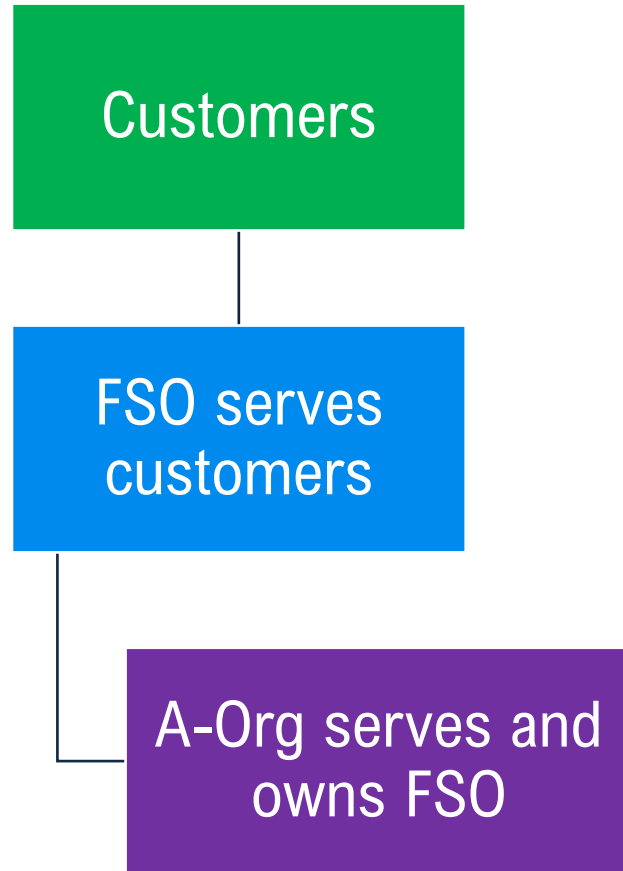 Customers
FSO serves
customers
A-Org serves and
owns FSO